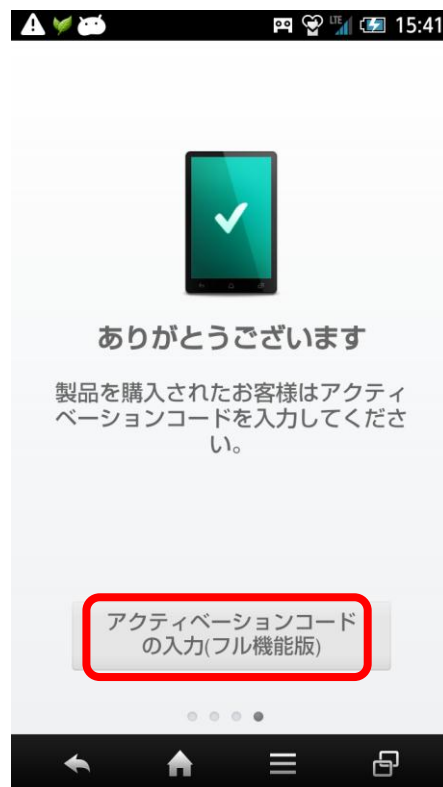 LTE 15:41
ありがとうございます
製品を購入されたお客様はアクティ
ベーションコードを入力してくださ
い。
アクティベーションコード
の入力(フル機能版)